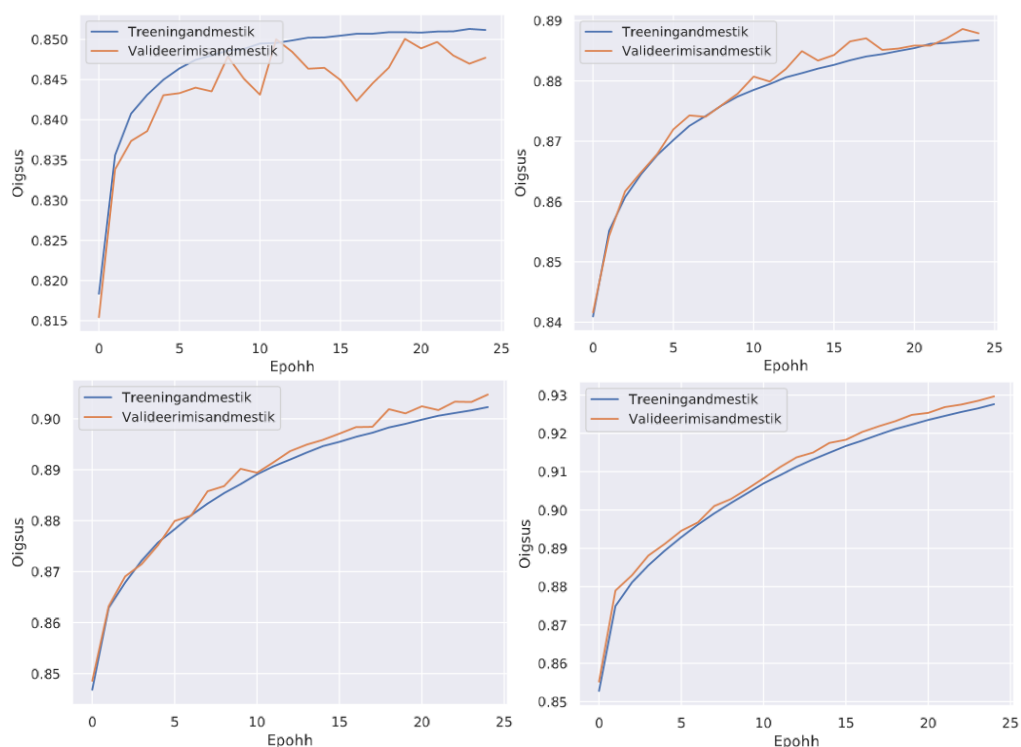 Treeningandmestik
Valideerimisandmestik
0.850
0.845
0.840
0.835
0.830
0.825
0.820
0.815
Oigsus
0 5 10 15 20 25
Epohh
Treeningandmestik
Valideerimisandmestik
0.89
0.88
0.87
0.86
0.85
0.84
Oigsus
0 5 10 15 20 25
Epohh
Treeningandmestik
Valideerimisandmestik
0.90
0.89
0.88
0.87
0.86
0.85
Oigsus
0 5 10 15 20 25
Epohh
Treeningandmestik
Valideerimisandmestik
0.93
0.92
0.91
0.90
0.89
0.88
0.87
0.86
0.85
Oigsus
0 5 10 15 20 25
Epohh